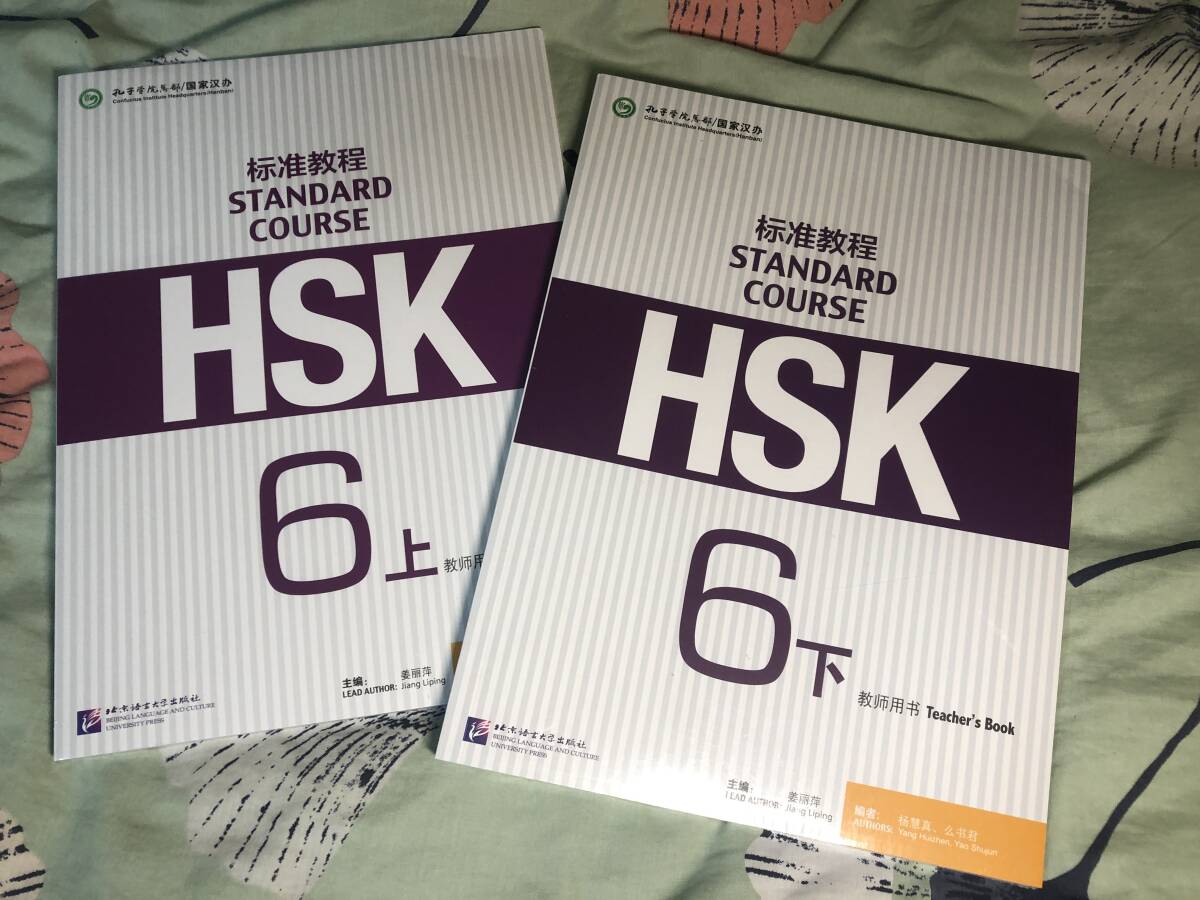 孔子学院总部/国家汉办
Confucius Institute Headquarters(Hanban)
标准教程
STANDARD
COURSE
HSK
6上
教师用
主编：
姜丽萍
LEAD AUTHOR: Jiang Liping
北京语言大学出版社
BEIJING LANGUAGE AND CULTURE
UNIVERSITY PRESS
孔子学院总部/国家汉办
Confucius Institute Headquarters(Hanban)
标准教程
STANDARD
COURSE
HSK
6下
教师用书 Teacher's Book
北京语言大学出版社
BEIJING LANGUAGE AND CULTURE
UNIVERSITY PRESS
主编：
姜丽萍
LEAD AUTHOR: Jiang Liping
编者：
杨慧真、么书君
AUTHORS: Yang Huizhen, Yao Shujun